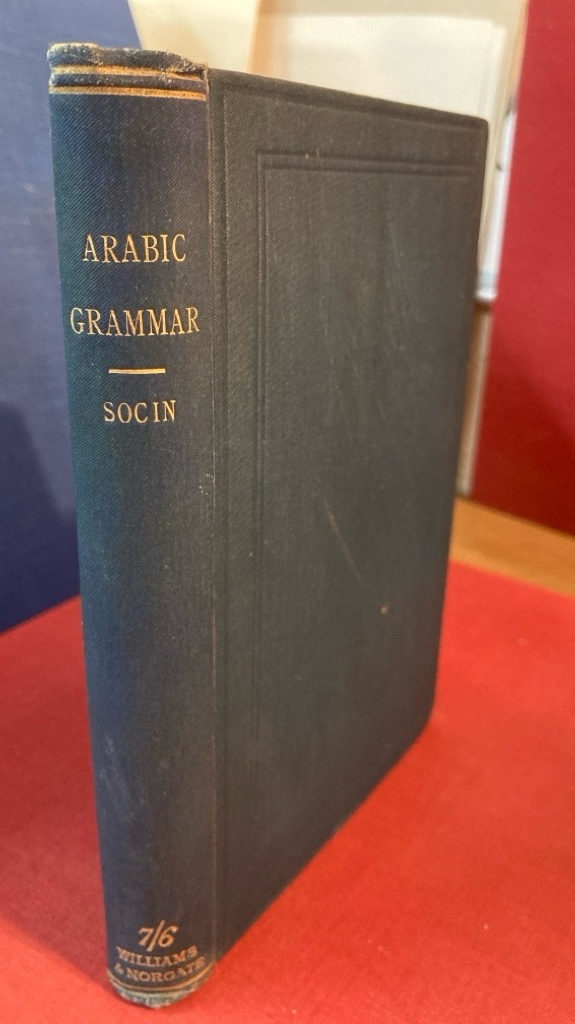 ARABIC
GRAMMAR
SOCIN
7/6
WILLIAMS
& NORGATE